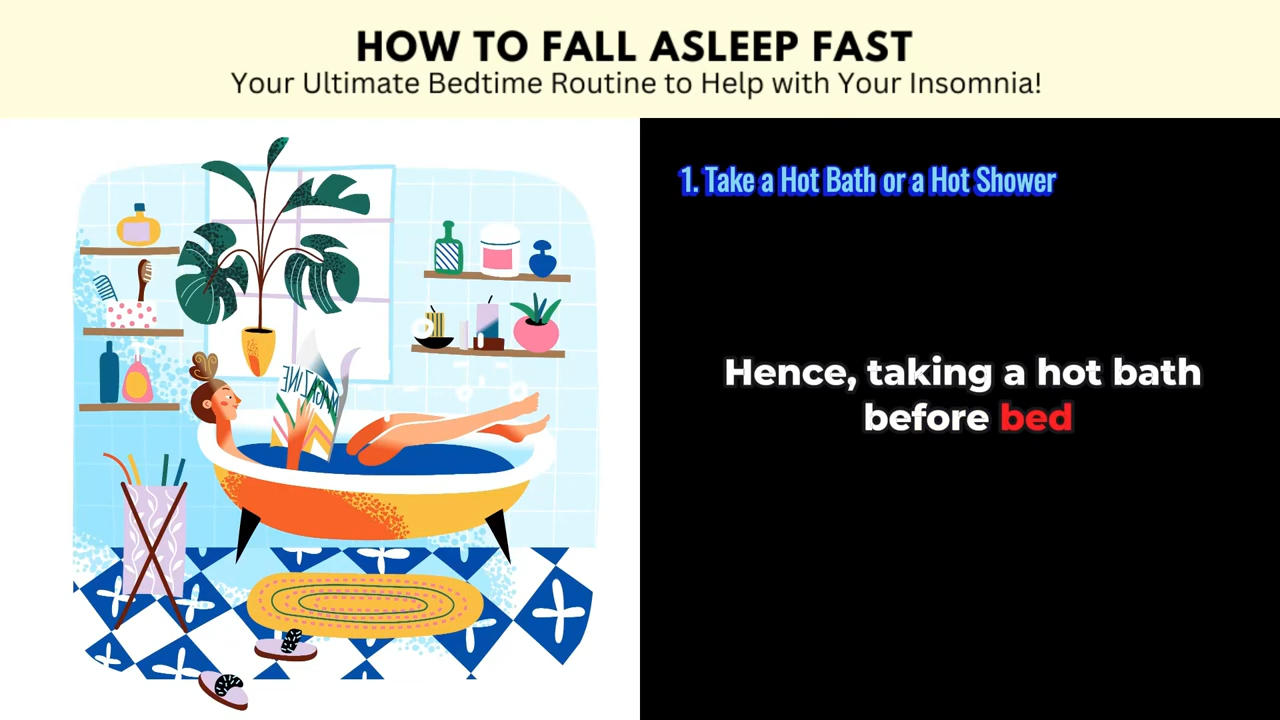 HOW TO FALL ASLEEP FAST
Your Ultimate Bedtime Routine to Help with Your Insomnia!
MAGAZINE
1. Take a Hot Bath or a Hot Shower
Hence, taking a hot bath
before bed